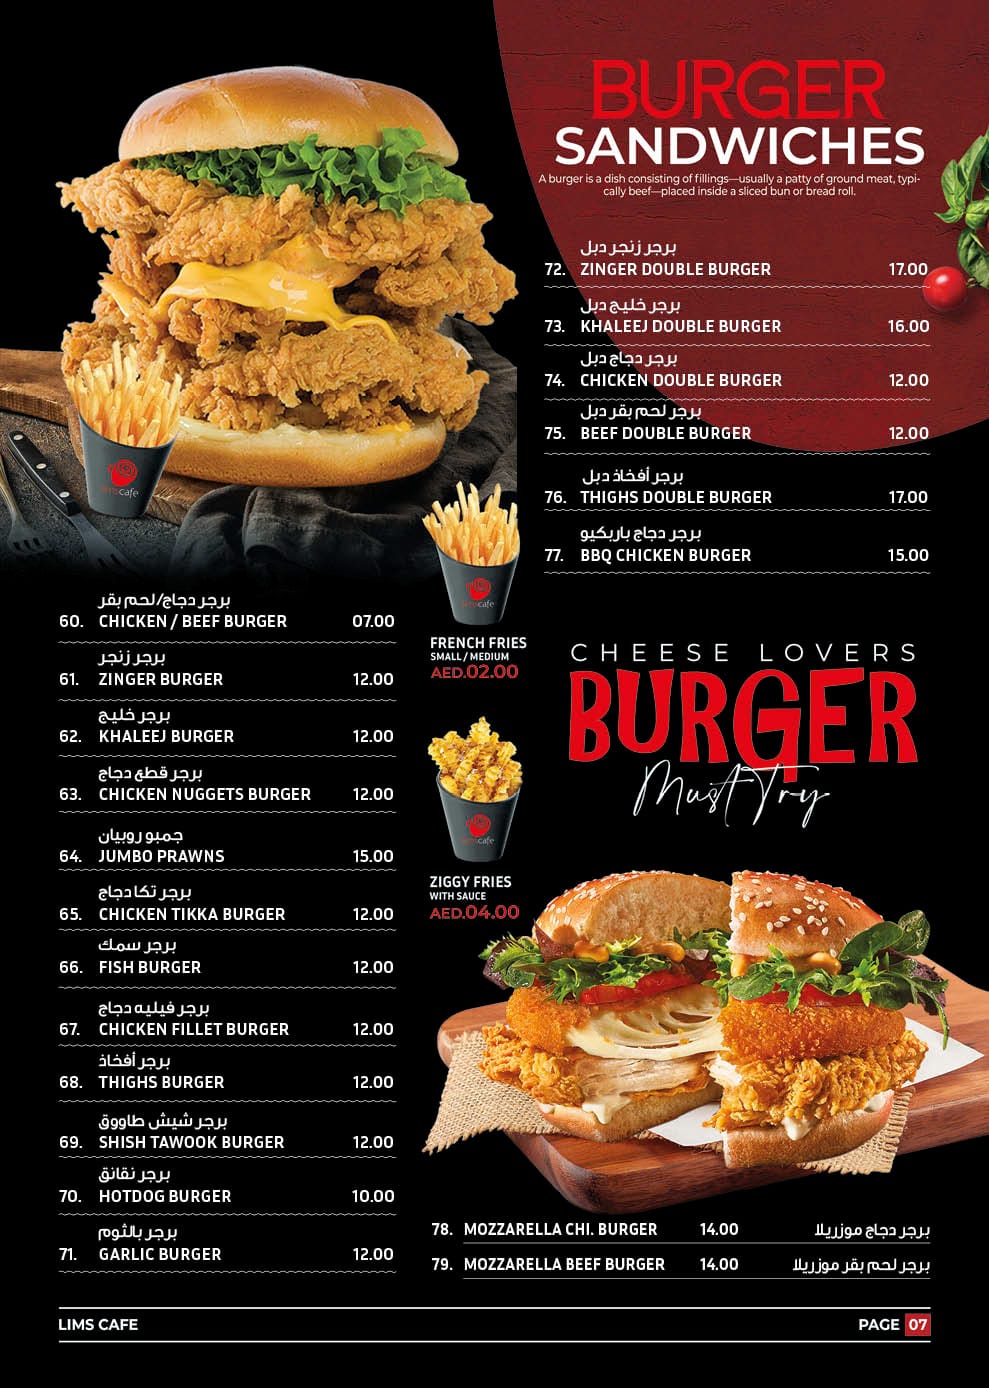 BURGER
SANDWICHES
A burger is a dish consisting of fillings—usually a patty of ground meat, typi-
cally beef—placed inside a sliced bun or bread roll.
برجر زنجر دبل
72. ZINGER DOUBLE BURGER 17.00
برجر خليج دبل
73. KHALEEJ DOUBLE BURGER 16.00
برجر دجاج دبل
74. CHICKEN DOUBLE BURGER 12.00
برجر لحم بقر دبل
75. BEEF DOUBLE BURGER 12.00
برجر أفخاذ دبل
76. THIGHS DOUBLE BURGER 17.00
برجر دجاج باربكيو
77. BBQ CHICKEN BURGER 15.00
limscafe
limscafe
FRENCH FRIES
SMALL / MEDIUM
AED.02.00
limscafe
ZIGGY FRIES
WITH SAUCE
AED.04.00
برجر دجاج/لحم بقر
60. CHICKEN / BEEF BURGER 07.00
برجر زنجر
61. ZINGER BURGER 12.00
برجر خليج
62. KHALEEJ BURGER 12.00
برجر قطع دجاج
63. CHICKEN NUGGETS BURGER 12.00
جمبو روبيان
64. JUMBO PRAWNS 15.00
برجر تكا دجاج
65. CHICKEN TIKKA BURGER 12.00
برجر سمك
66. FISH BURGER 12.00
برجر فيليه دجاج
67. CHICKEN FILLET BURGER 12.00
برجر أفخاذ
68. THIGHS BURGER 12.00
برجر شيش طاووق
69. SHISH TAWOOK BURGER 12.00
برجر نقانق
70. HOTDOG BURGER 10.00
برجر بالثوم
71. GARLIC BURGER 12.00
CHEESE LOVERS
BURGER
Must Try
78. MOZZARELLA CHI. BURGER 14.00 برجر دجاج موزريلا
79. MOZZARELLA BEEF BURGER 14.00 برجر لحم بقر موزريلا
LIMS CAFE
PAGE 07